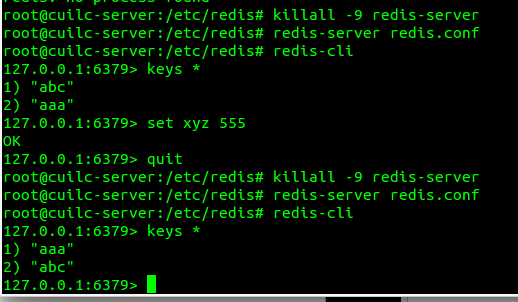 redis: no process found
root@cuilc-server:/etc/redis# killall -9 redis-server
root@cuilc-server:/etc/redis# redis-server redis.conf
root@cuilc-server:/etc/redis# redis-cli
127.0.0.1:6379> keys *
1) "abc"
2) "aaa"
127.0.0.1:6379> set xyz 555
OK
127.0.0.1:6379> quit
root@cuilc-server:/etc/redis# killall -9 redis-server
root@cuilc-server:/etc/redis# redis-server redis.conf
root@cuilc-server:/etc/redis# redis-cli
127.0.0.1:6379> keys *
1) "aaa"
2) "abc"
127.0.0.1:6379>